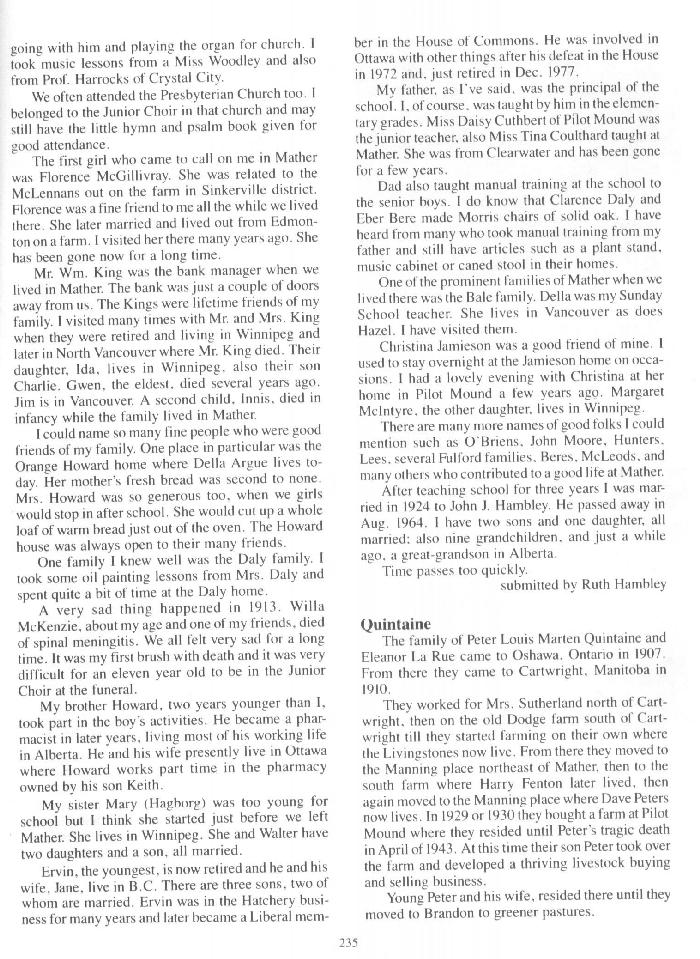 going with him and playing the organ for church. I
took music lessons from a Miss Woodley and also
from Prof. Harrocks of Crystal City.
We often attended the Presbyterian Church too. I
belonged to the Junior Choir in that church and may
still have the little hymn and psalm book given for
good attendance.
The first girl who came to call on me in Mather
was Florence McGillivray. She was related to the
McLennans out on the farm in Sinkerville district.
Florence was a fine friend to me all the while we lived
there. She later married and lived out from Edmon-
ton on a farm. I visited her there many years ago. She
has been gone now for a long time.
Mr. Wm. King was the bank manager when we
lived in Mather. The bank was just a couple of doors
away from us. The Kings were lifetime friends of my
family. I visited many times with Mr. and Mrs. King
when they were retired and living in Winnipeg and
later in North Vancouver where Mr. King died. Their
daughter, Ida, lives in Winnipeg, also their son
Charlie. Gwen, the eldest, died several years ago.
Jim is in Vancouver. A second child, Innis, died in
infancy while the family lived in Mather.
I could name so many fine people who were good
friends of my family. One place in particular was the
Orange Howard home where Della Argue lives to-
day. Her mother's fresh bread was second to none.
Mrs. Howard was so generous too, when we girls
would stop in after school. She would cut up a whole
loaf of warm bread just out of the oven. The Howard
house was always open to their many friends.
One family I knew well was the Daly family. I
took some oil painting lessons from Mrs. Daly and
spent quite a bit of time at the Daly home.
A very sad thing happened in 1913. Willa
McKenzie, about my age and one of my friends, died
of spinal meningitis. We all felt very sad for a long
time. It was my first brush with death and it was very
difficult for an eleven year old to be in the Junior
Choir at the funeral.
My brother Howard, two years younger than I,
took part in the boy's activities. He became a phar-
macist in later years, living most of his working life
in Alberta. He and his wife presently live in Ottawa
where Howard works part time in the pharmacy
owned by his son Keith.
My sister Mary (Hagborg) was too young for
school but I think she started just before we left
Mather. She lives in Winnipeg. She and Walter have
two daughters and a son, all married.
Ervin, the youngest, is now retired and he and his
wife, Jane, live in B.C. There are three sons, two of
whom are married. Ervin was in the Hatchery busi-
ness for many years and later became a Liberal mem-
ber in the House of Commons. He was involved in
Ottawa with other things after his defeat in the House
in 1972 and, just retired in Dec. 1977.
My father, as I've said, was the principal of the
school. I, of course, was taught by him in the elemen-
tary grades. Miss Daisy Cuthbert of Pilot Mound was
the junior teacher, also Miss Tina Coulthard taught at
Mather. She was from Clearwater and has been gone
for a few years.
Dad also taught manual training at the school to
the senior boys. I do know that Clarence Daly and
Eber Bere made Morris chairs of solid oak. I have
heard from many who took manual training from my
father and still have articles such as a plant stand,
music cabinet or caned stool in their homes.
One of the prominent families of Mather when we
lived there was the Bale family. Della was my Sunday
School teacher. She lives in Vancouver as does
Hazel. I have visited them.
Christina Jamieson was a good friend of mine. I
used to stay overnight at the Jamieson home on occa-
sions. I had a lovely evening with Christina at her
home in Pilot Mound a few years ago. Margaret
McIntyre, the other daughter, lives in Winnipeg.
There are many more names of good folks I could
mention such as O'Briens, John Moore, Hunters,
Lees, several Fulford families, Beres, McLeods, and
many others who contributed to a good life at Mather.
After teaching school for three years I was mar-
ried in 1924 to John J. Hambley. He passed away in
Aug. 1964. I have two sons and one daughter, all
married; also nine grandchildren, and just a while
ago, a great-grandson in Alberta.
Time passes too quickly.
submitted by Ruth Hambley
Quintaine
The family of Peter Louis Marten Quintaine and
Eleanor La Rue came to Oshawa, Ontario in 1907.
From there they came to Cartwright, Manitoba in
1910.
They worked for Mrs. Sutherland north of Cart-
wright, then on the old Dodge farm south of Cart-
wright till they started farming on their own where
the Livingstones now live. From there they moved to
the Manning place northeast of Mather, then to the
south farm where Harry Fenton later lived, then
again moved to the Manning place where Dave Peters
now lives. In 1929 or 1930 they bought a farm at Pilot
Mound where they resided until Peter's tragic death
in April of 1943. At this time their son Peter took over
the farm and developed a thriving livestock buying
and selling business.
Young Peter and his wife, resided there until they
moved to Brandon to greener pastures.
235